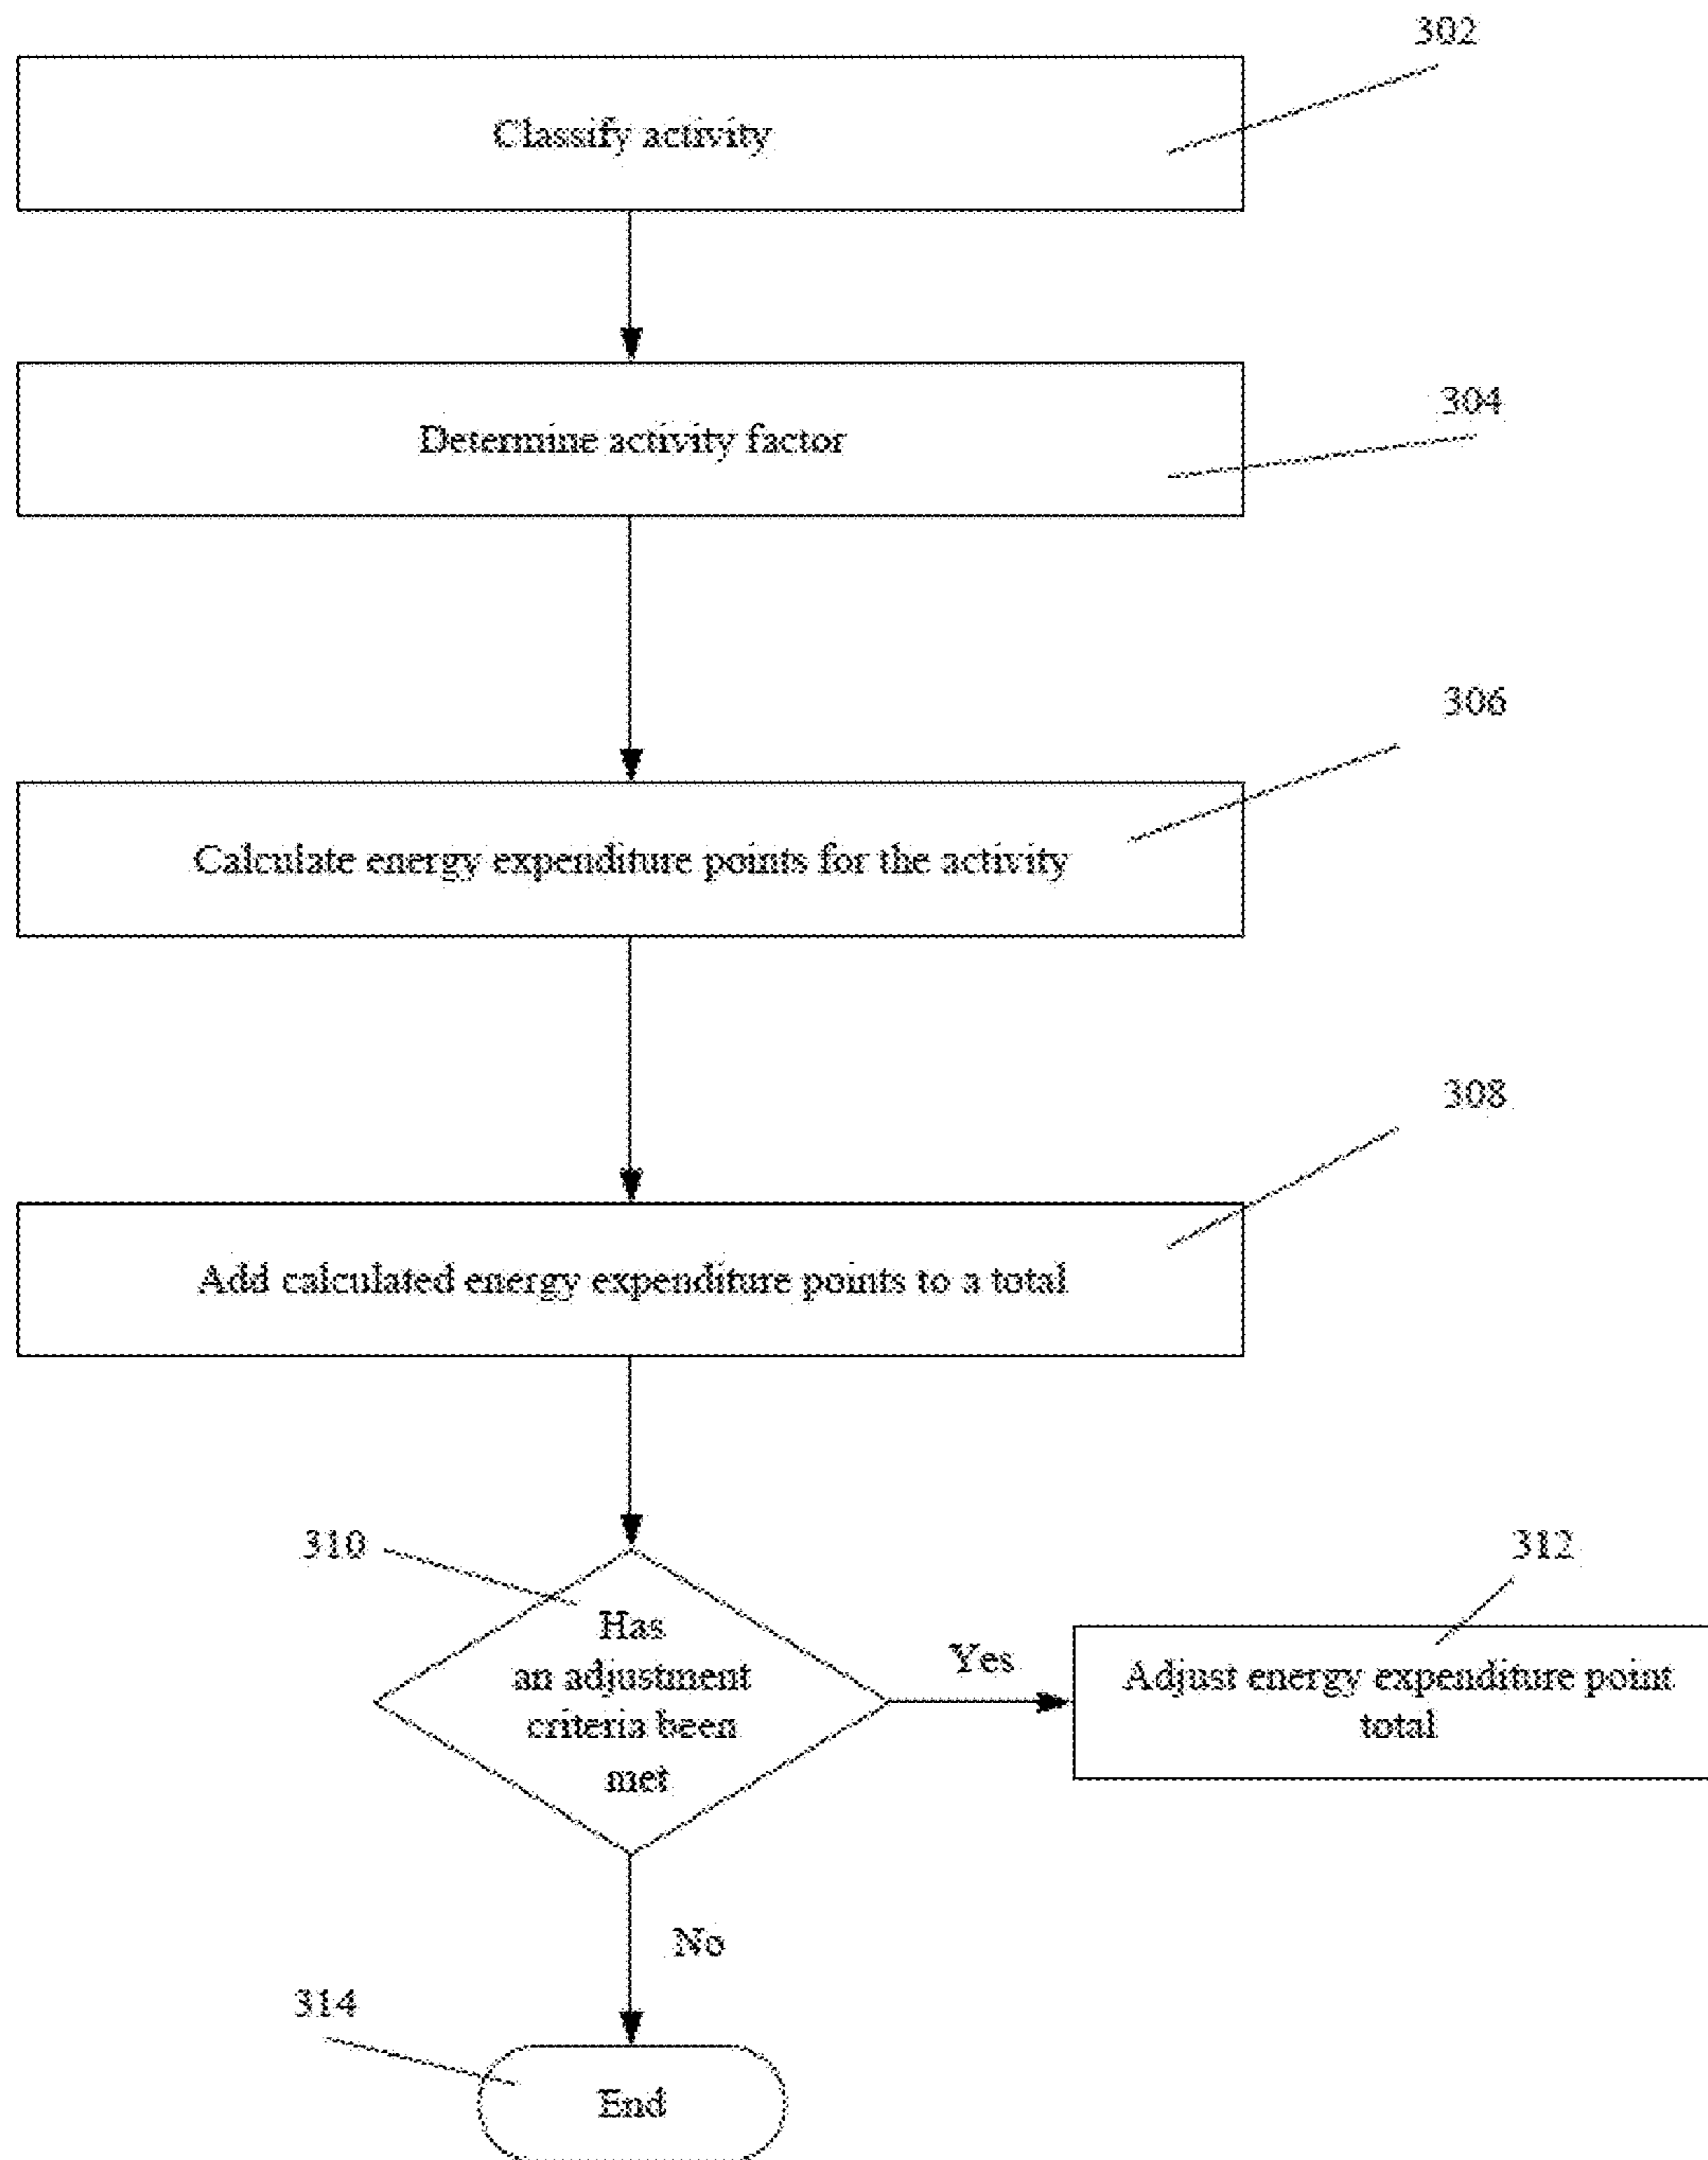 302
Classify activity
304
Determine activity factor
306
Calculate energy expenditure points for the activity
308
Add calculated energy expenditure points to a total
310
Has
an adjustment
criteria been
met
Yes
312
Adjust energy expenditure point
total
No
314
End